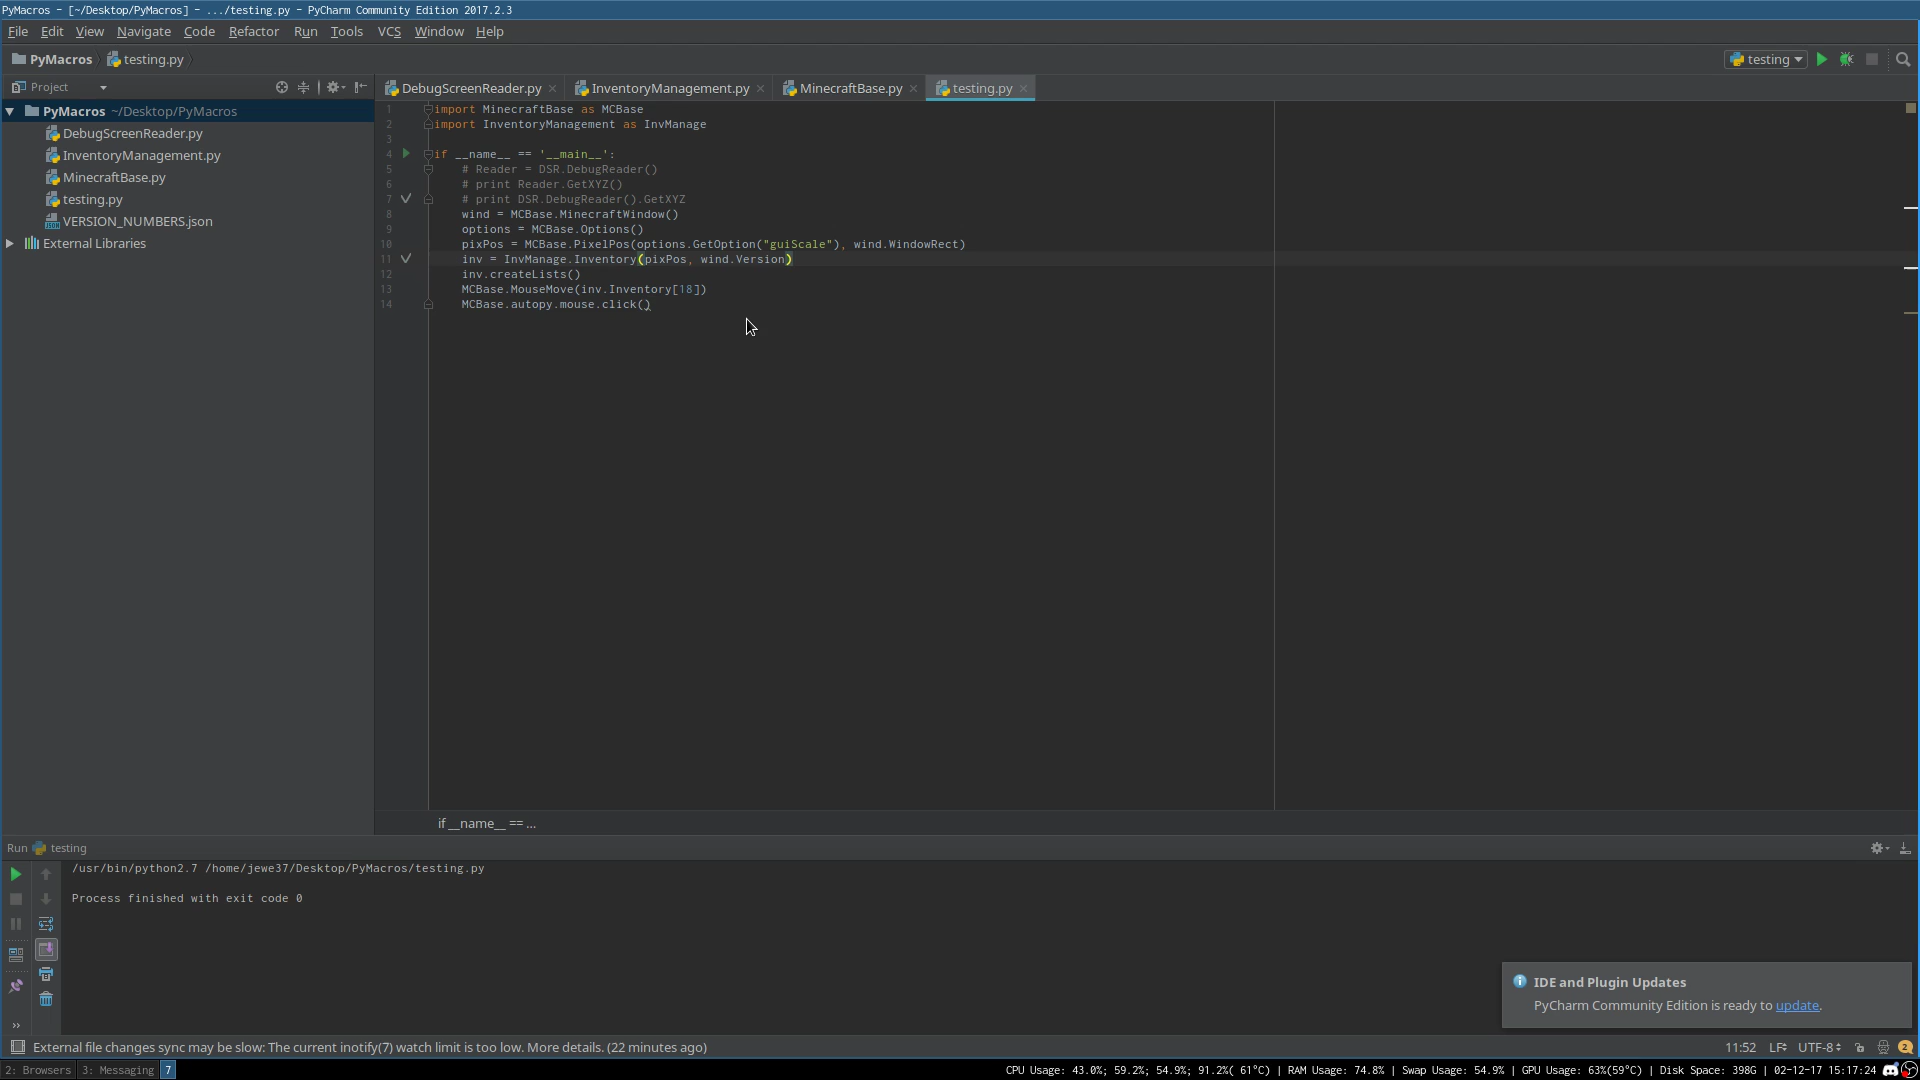 PyMacros - [~/Desktop/PyMacros] - .../testing.py - PyCharm Community Edition 2017.2.3
File Edit View Navigate Code Refactor Run Tools VCS Window Help
PyMacros testing.py testing
Project DebugScreenReader.py InventoryManagement.py MinecraftBase.py testing.py
PyMacros ~/Desktop/PyMacros
DebugScreenReader.py
InventoryManagement.py
MinecraftBase.py
testing.py
VERSION_NUMBERS.json
External Libraries
1 import MinecraftBase as MCBase
2 import InventoryManagement as InvManage
3
4 if __name__ == '__main__':
5 # Reader = DSR.DebugReader()
6 # print Reader.GetXYZ()
7 # print DSR.DebugReader().GetXYZ
8 wind = MCBase.MinecraftWindow()
9 options = MCBase.Options()
10 pixPos = MCBase.PixelPos(options.GetOption("guiScale"), wind.WindowRect)
11 inv = InvManage.Inventory(pixPos, wind.Version)
12 inv.createLists()
13 MCBase.MouseMove(inv.Inventory[18])
14 MCBase.autopy.mouse.click()
if __name__ == ...
Run testing
/usr/bin/python2.7 /home/jewe37/Desktop/PyMacros/testing.py
Process finished with exit code 0
IDE and Plugin Updates
PyCharm Community Edition is ready to update.
External file changes sync may be slow: The current inotify(7) watch limit is too low. More details. (22 minutes ago) 11:52 LF UTF-8 2
2: Browsers 3: Messaging 7 CPU Usage: 43.0%; 59.2%; 54.9%; 91.2%( 61°C) | RAM Usage: 74.8% | Swap Usage: 54.9% | GPU Usage: 63%(59°C) | Disk Space: 398G | 02-12-17 15:17:24